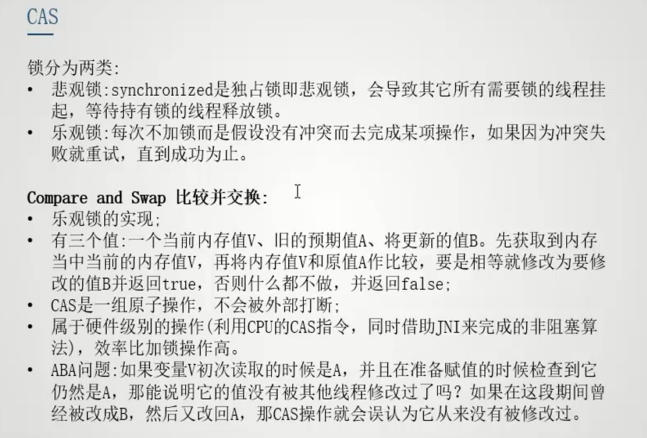 CAS
锁分为两类:
• 悲观锁:synchronized是独占锁即悲观锁，会导致其它所有需要锁的线程挂
起，等待持有锁的线程释放锁。
• 乐观锁:每次不加锁而是假设没有冲突而去完成某项操作，如果因为冲突失
败就重试，直到成功为止。
Compare and Swap 比较并交换:
• 乐观锁的实现;
• 有三个值:一个当前内存值V、旧的预期值A、将更新的值B。先获取到内存
当中当前的内存值V，再将内存值V和原值A作比较，要是相等就修改为要修
改的值B并返回true，否则什么都不做，并返回false;
• CAS是一组原子操作，不会被外部打断;
• 属于硬件级别的操作(利用CPU的CAS指令，同时借助JNI来完成的非阻塞算
法)，效率比加锁操作高。
• ABA问题:如果变量V初次读取的时候是A，并且在准备赋值的时候检查到它
仍然是A，那能说明它的值没有被其他线程修改过了吗？如果在这段期间曾
经被改成B，然后又改回A，那CAS操作就会误认为它从来没有被修改过。